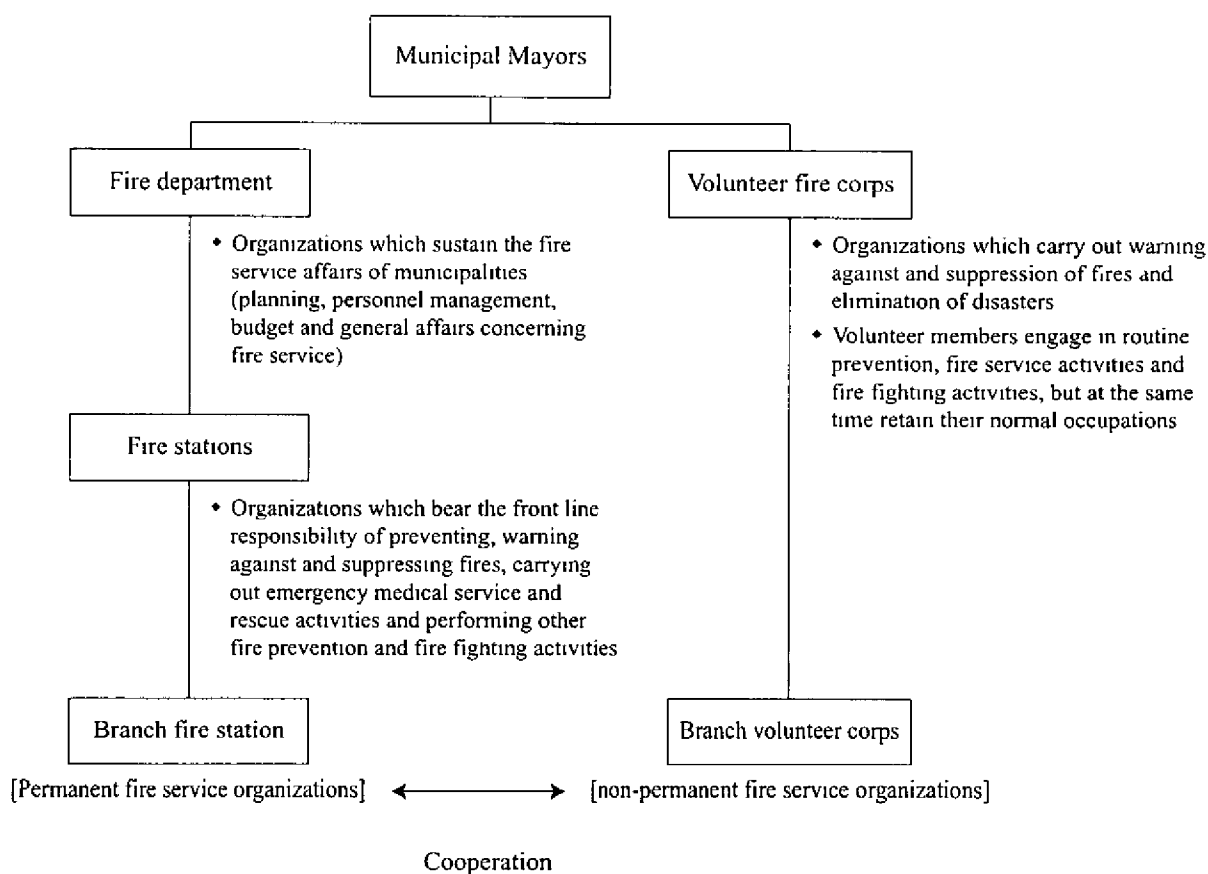 Municipal Mayors
Fire department
Volunteer fire corps
• Organizations which sustain the fire
service affairs of municipalities
(planning, personnel management,
budget and general affairs concerning
fire service)
• Organizations which carry out warning
against and suppression of fires and
elimination of disasters
• Volunteer members engage in routine
prevention, fire service activities and
fire fighting activities, but at the same
time retain their normal occupations
Fire stations
• Organizations which bear the front line
responsibility of preventing, warning
against and suppressing fires, carrying
out emergency medical service and
rescue activities and performing other
fire prevention and fire fighting activities
Branch fire station
Branch volunteer corps
[Permanent fire service organizations]
[non-permanent fire service organizations]
Cooperation